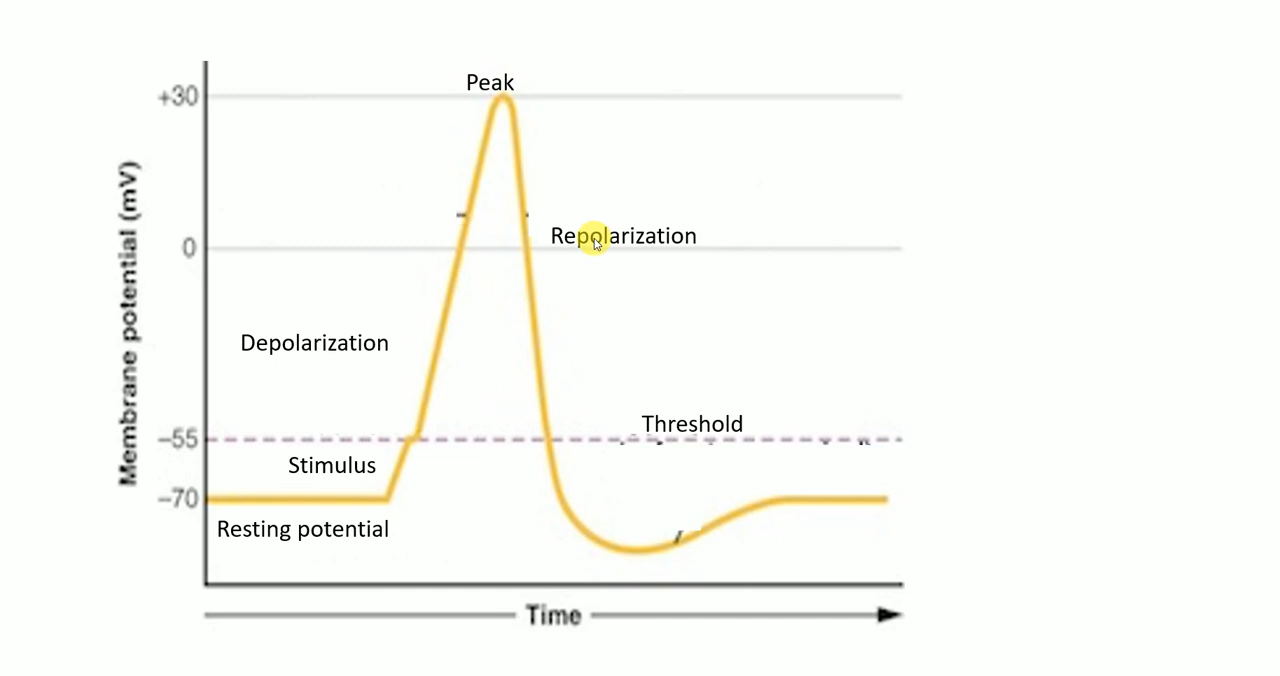 Peak
+30
Membrane potential (mV)
Repolarization
0
Depolarization
Threshold
–55
Stimulus
–70
Resting potential
Time